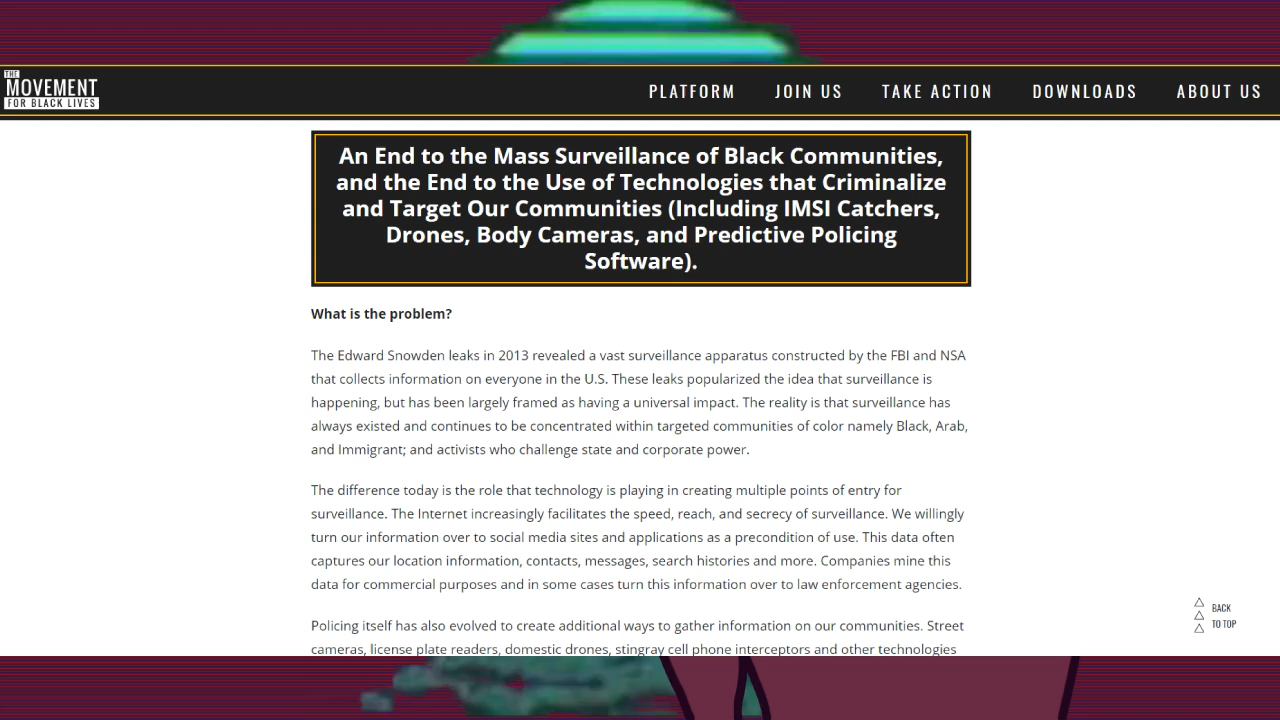 THE
MOVEMENT
FOR BLACK LIVES
PLATFORM JOIN US TAKE ACTION DOWNLOADS ABOUT US
An End to the Mass Surveillance of Black Communities,
and the End to the Use of Technologies that Criminalize
and Target Our Communities (Including IMSI Catchers,
Drones, Body Cameras, and Predictive Policing
Software).
What is the problem?
The Edward Snowden leaks in 2013 revealed a vast surveillance apparatus constructed by the FBI and NSA
that collects information on everyone in the U.S. These leaks popularized the idea that surveillance is
happening, but has been largely framed as having a universal impact. The reality is that surveillance has
always existed and continues to be concentrated within targeted communities of color namely Black, Arab,
and Immigrant; and activists who challenge state and corporate power.
The difference today is the role that technology is playing in creating multiple points of entry for
surveillance. The Internet increasingly facilitates the speed, reach, and secrecy of surveillance. We willingly
turn our information over to social media sites and applications as a precondition of use. This data often
captures our location information, contacts, messages, search histories and more. Companies mine this
data for commercial purposes and in some cases turn this information over to law enforcement agencies.
Policing itself has also evolved to create additional ways to gather information on our communities. Street
cameras, license plate readers, domestic drones, stingray cell phone interceptors and other technologies
BACK
TO TOP